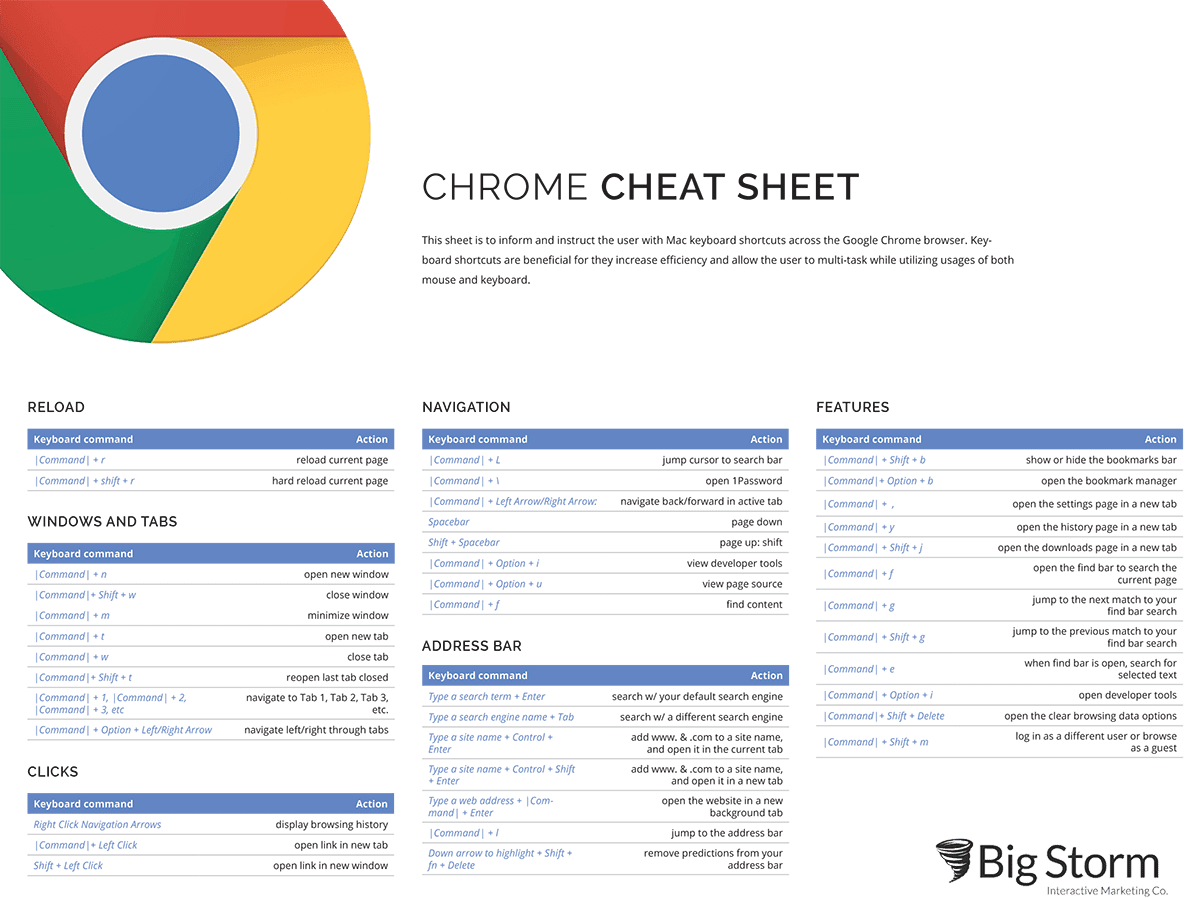 CHROME CHEAT SHEET
This sheet is to inform and instruct the user with Mac keyboard shortcuts across the Google Chrome browser. Key-
board shortcuts are beneficial for they increase efficiency and allow the user to multi-task while utilizing usages of both
mouse and keyboard.
RELOAD
Keyboard command Action
|Command| + r reload current page
|Command| + shift + r hard reload current page
WINDOWS AND TABS
Keyboard command Action
|Command| + n open new window
|Command|+ Shift + w close window
|Command| + m minimize window
|Command| + t open new tab
|Command| + w close tab
|Command|+ Shift + t reopen last tab closed
|Command| + 1, |Command| + 2, navigate to Tab 1, Tab 2, Tab 3,
|Command| + 3, etc etc.
|Command| + Option + Left/Right Arrow navigate left/right through tabs
CLICKS
Keyboard command Action
Right Click Navigation Arrows display browsing history
|Command|+ Left Click open link in new tab
Shift + Left Click open link in new window
NAVIGATION
Keyboard command Action
|Command| + L jump cursor to search bar
|Command| + \ open 1Password
|Command| + Left Arrow/Right Arrow: navigate back/forward in active tab
Spacebar page down
Shift + Spacebar page up: shift
|Command| + Option + i view developer tools
|Command| + Option + u view page source
|Command| + f find content
ADDRESS BAR
Keyboard command Action
Type a search term + Enter search w/ your default search engine
Type a search engine name + Tab search w/ a different search engine
Type a site name + Control + add www. & .com to a site name,
Enter and open it in the current tab
Type a site name + Control + Shift add www. & .com to a site name,
+ Enter and open it in a new tab
Type a web address + |Com- open the website in a new
mand| + Enter background tab
|Command| + l jump to the address bar
Down arrow to highlight + Shift + remove predictions from your
fn + Delete address bar
FEATURES
Keyboard command Action
|Command| + Shift + b show or hide the bookmarks bar
|Command|+ Option + b open the bookmark manager
|Command| + , open the settings page in a new tab
|Command| + y open the history page in a new tab
|Command| + Shift + j open the downloads page in a new tab
|Command| + f open the find bar to search the
current page
|Command| + g jump to the next match to your
find bar search
|Command| + Shift + g jump to the previous match to your
find bar search
|Command| + e when find bar is open, search for
selected text
|Command| + Option + i open developer tools
|Command|+ Shift + Delete open the clear browsing data options
|Command| + Shift + m log in as a different user or browse
as a guest
Big Storm
Interactive Marketing Co.